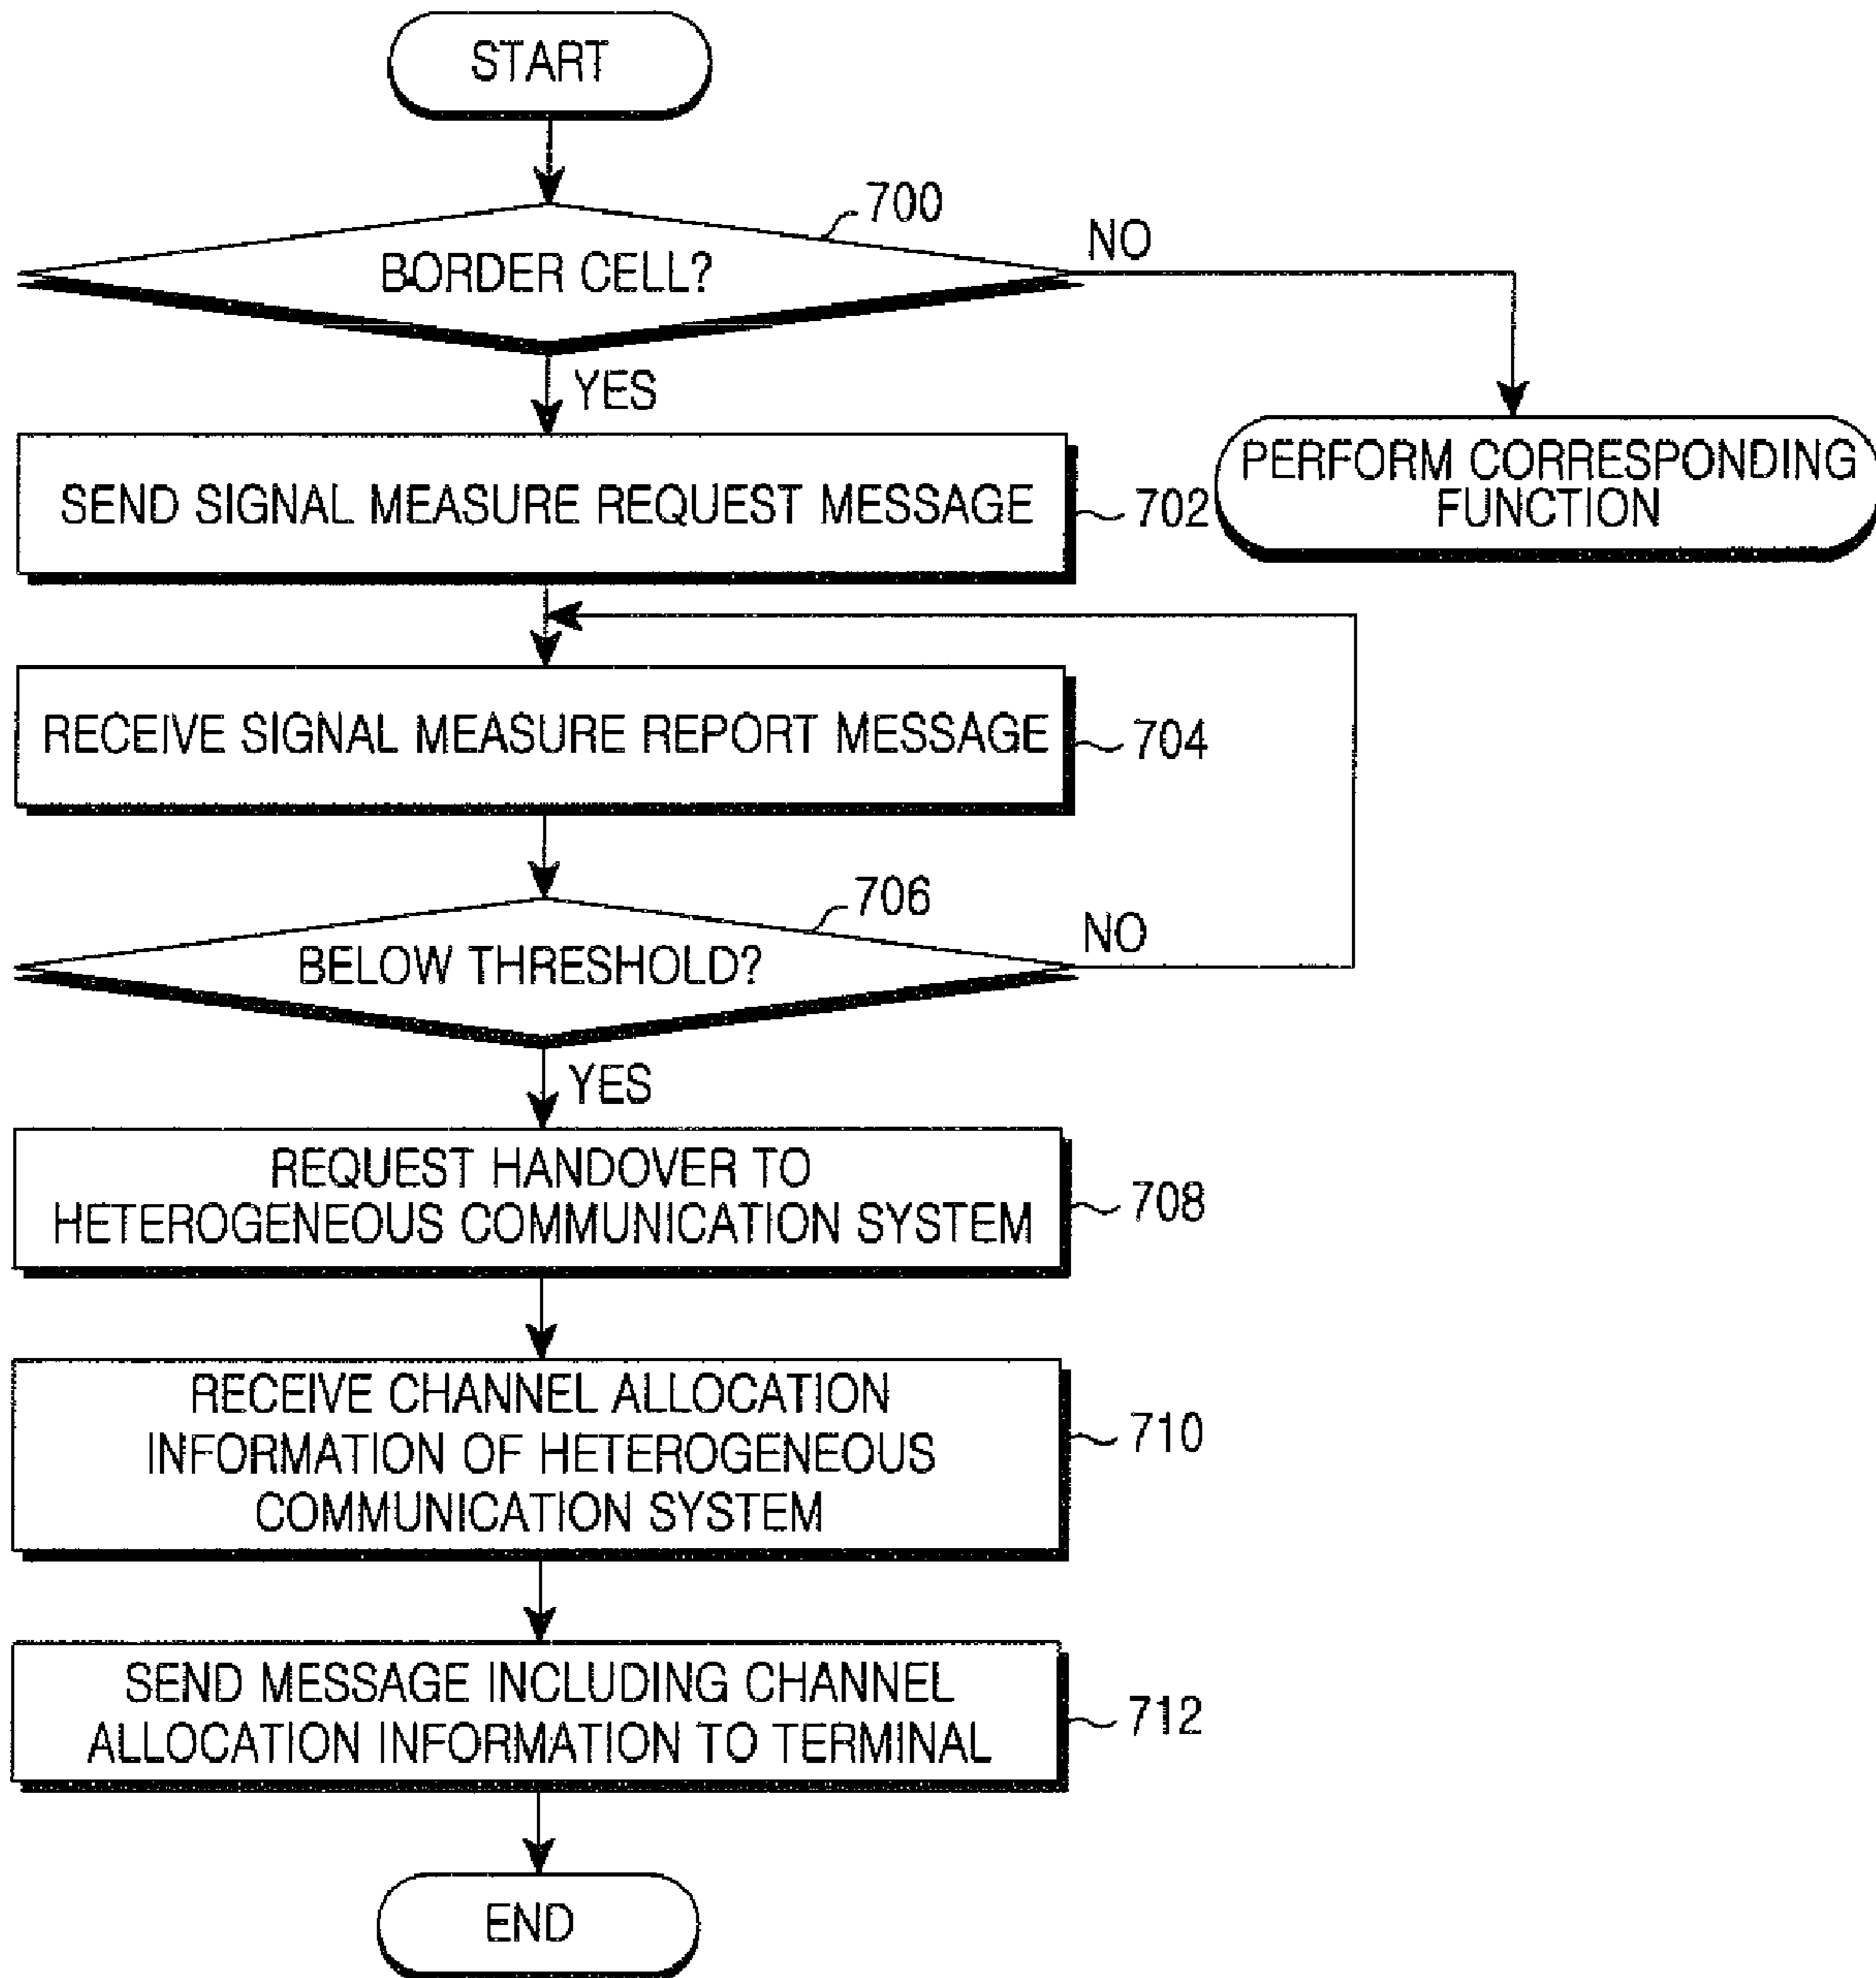 START
700
BORDER CELL?
NO
YES
SEND SIGNAL MEASURE REQUEST MESSAGE
702
PERFORM CORRESPONDING
FUNCTION
RECEIVE SIGNAL MEASURE REPORT MESSAGE
704
706
BELOW THRESHOLD?
NO
YES
REQUEST HANDOVER TO
HETEROGENEOUS COMMUNICATION SYSTEM
708
RECEIVE CHANNEL ALLOCATION
INFORMATION OF HETEROGENEOUS
COMMUNICATION SYSTEM
710
SEND MESSAGE INCLUDING CHANNEL
ALLOCATION INFORMATION TO TERMINAL
712
END